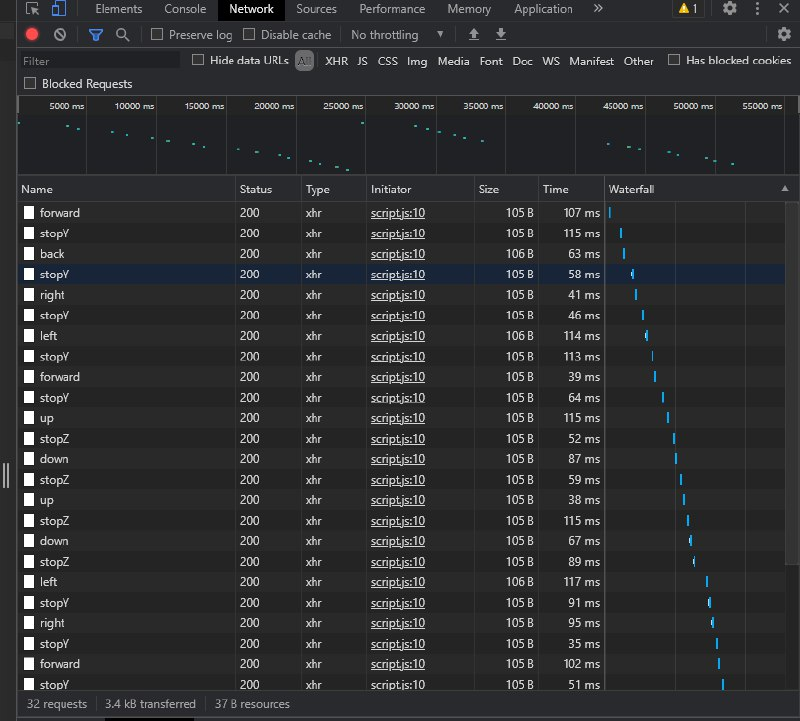 Elements Console Network Sources Performance Memory Application » 1
Preserve log Disable cache No throttling
Filter Hide data URLs All XHR JS CSS Img Media Font Doc WS Manifest Other Has blocked cookies
Blocked Requests
5000 ms 10000 ms 15000 ms 20000 ms 25000 ms 30000 ms 35000 ms 40000 ms 45000 ms 50000 ms 55000 ms
Name Status Type Initiator Size Time Waterfall
forward 200 xhr script.js:10 105 B 107 ms
stopY 200 xhr script.js:10 105 B 115 ms
back 200 xhr script.js:10 106 B 63 ms
stopY 200 xhr script.js:10 105 B 58 ms
right 200 xhr script.js:10 105 B 41 ms
stopY 200 xhr script.js:10 105 B 46 ms
left 200 xhr script.js:10 106 B 114 ms
stopY 200 xhr script.js:10 105 B 113 ms
forward 200 xhr script.js:10 105 B 39 ms
stopY 200 xhr script.js:10 105 B 64 ms
up 200 xhr script.js:10 105 B 115 ms
stopZ 200 xhr script.js:10 105 B 52 ms
down 200 xhr script.js:10 105 B 87 ms
stopZ 200 xhr script.js:10 105 B 59 ms
up 200 xhr script.js:10 105 B 38 ms
stopZ 200 xhr script.js:10 105 B 115 ms
down 200 xhr script.js:10 105 B 67 ms
stopZ 200 xhr script.js:10 105 B 89 ms
left 200 xhr script.js:10 106 B 117 ms
stopY 200 xhr script.js:10 105 B 91 ms
right 200 xhr script.js:10 105 B 95 ms
stopY 200 xhr script.js:10 105 B 35 ms
forward 200 xhr script.js:10 105 B 102 ms
stopY 200 xhr script.js:10 105 B 51 ms
32 requests 3.4 kB transferred 37 B resources